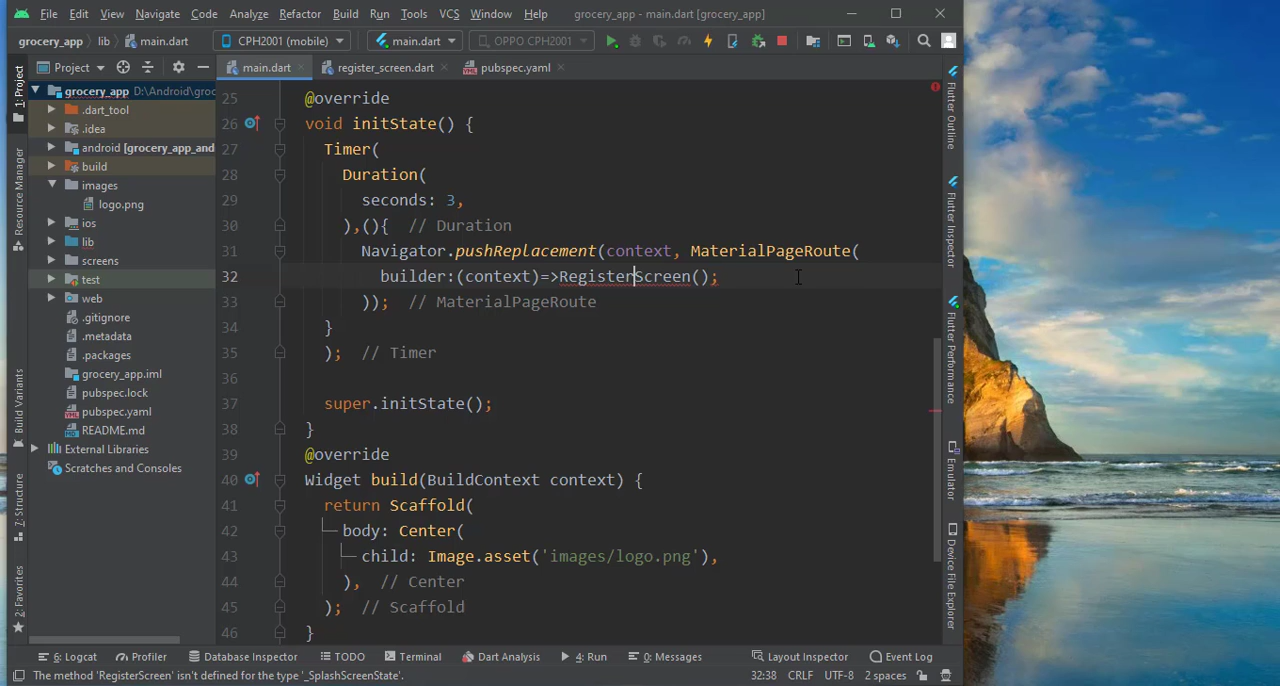 File Edit View Navigate Code Analyze Refactor Build Run Tools VCS Window Help grocery_app - main.dart [grocery_app]
grocery_app lib main.dart CPH2001 (mobile) main.dart OPPO CPH2001
1: Project
Resource Manager
Build Variants
7: Structure
2: Favorites
Project
grocery_app D:\Android\groc
.dart_tool
.idea
android [grocery_app_and
build
images
logo.png
ios
lib
screens
test
web
.gitignore
.metadata
.packages
grocery_app.iml
pubspec.lock
pubspec.yaml
README.md
External Libraries
Scratches and Consoles
main.dart register_screen.dart pubspec.yaml
25 @override
26 void initState() {
27 Timer(
28 Duration(
29 seconds: 3,
30 ),(){ // Duration
31 Navigator.pushReplacement(context, MaterialPageRoute(
32 builder:(context)=>RegisterScreen();
33 )); // MaterialPageRoute
34 }
35 ); // Timer
36
37 super.initState();
38 }
39 @override
40 Widget build(BuildContext context) {
41 return Scaffold(
42 body: Center(
43 child: Image.asset('images/logo.png'),
44 ), // Center
45 ); // Scaffold
46 }
Flutter Outline
Flutter Inspector
Flutter Performance
Emulator
Device File Explorer
6: Logcat Profiler Database Inspector TODO Terminal Dart Analysis 4: Run 0: Messages Layout Inspector Event Log
The method 'RegisterScreen' isn't defined for the type '_SplashScreenState'. 32:38 CRLF UTF-8 2 spaces